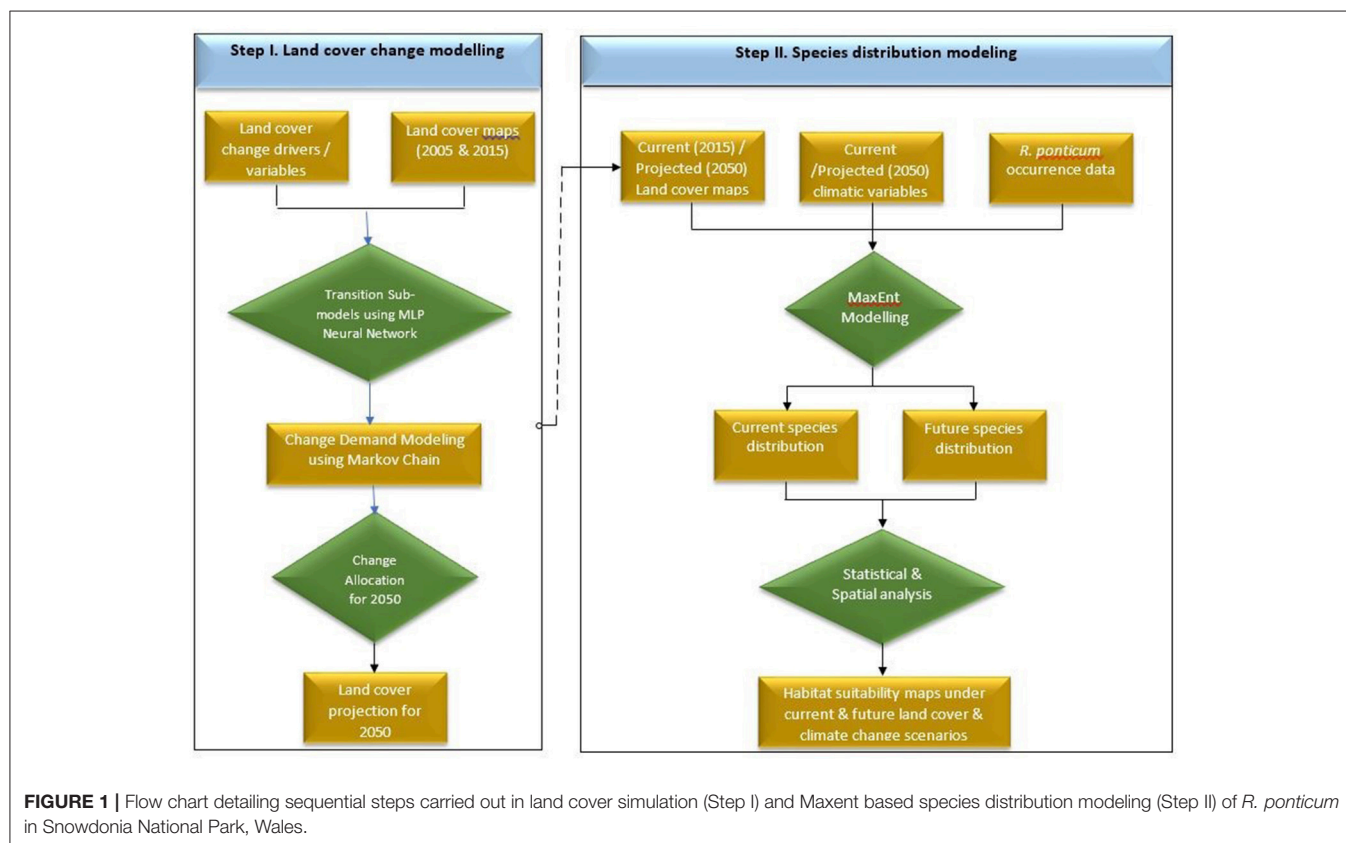 Step I. Land cover change modelling
Land cover
change drivers /
variables
Land cover maps
(2005 & 2015)
Transition Sub-
models using MLP
Neural Network
Change Demand Modeling
using Markov Chain
Change
Allocation
for 2050
Land cover
projection for
2050
Step II. Species distribution modeling
Current (2015) /
Projected (2050)
Land cover maps
Current
/Projected (2050)
climatic variables
R. ponticum
occurrence data
MaxEnt
Modelling
Current species
distribution
Future species
distribution
Statistical &
Spatial analysis
Habitat suitability maps under
current & future land cover &
climate change scenarios
FIGURE 1 | Flow chart detailing sequential steps carried out in land cover simulation (Step I) and Maxent based species distribution modeling (Step II) of R. ponticum
in Snowdonia National Park, Wales.